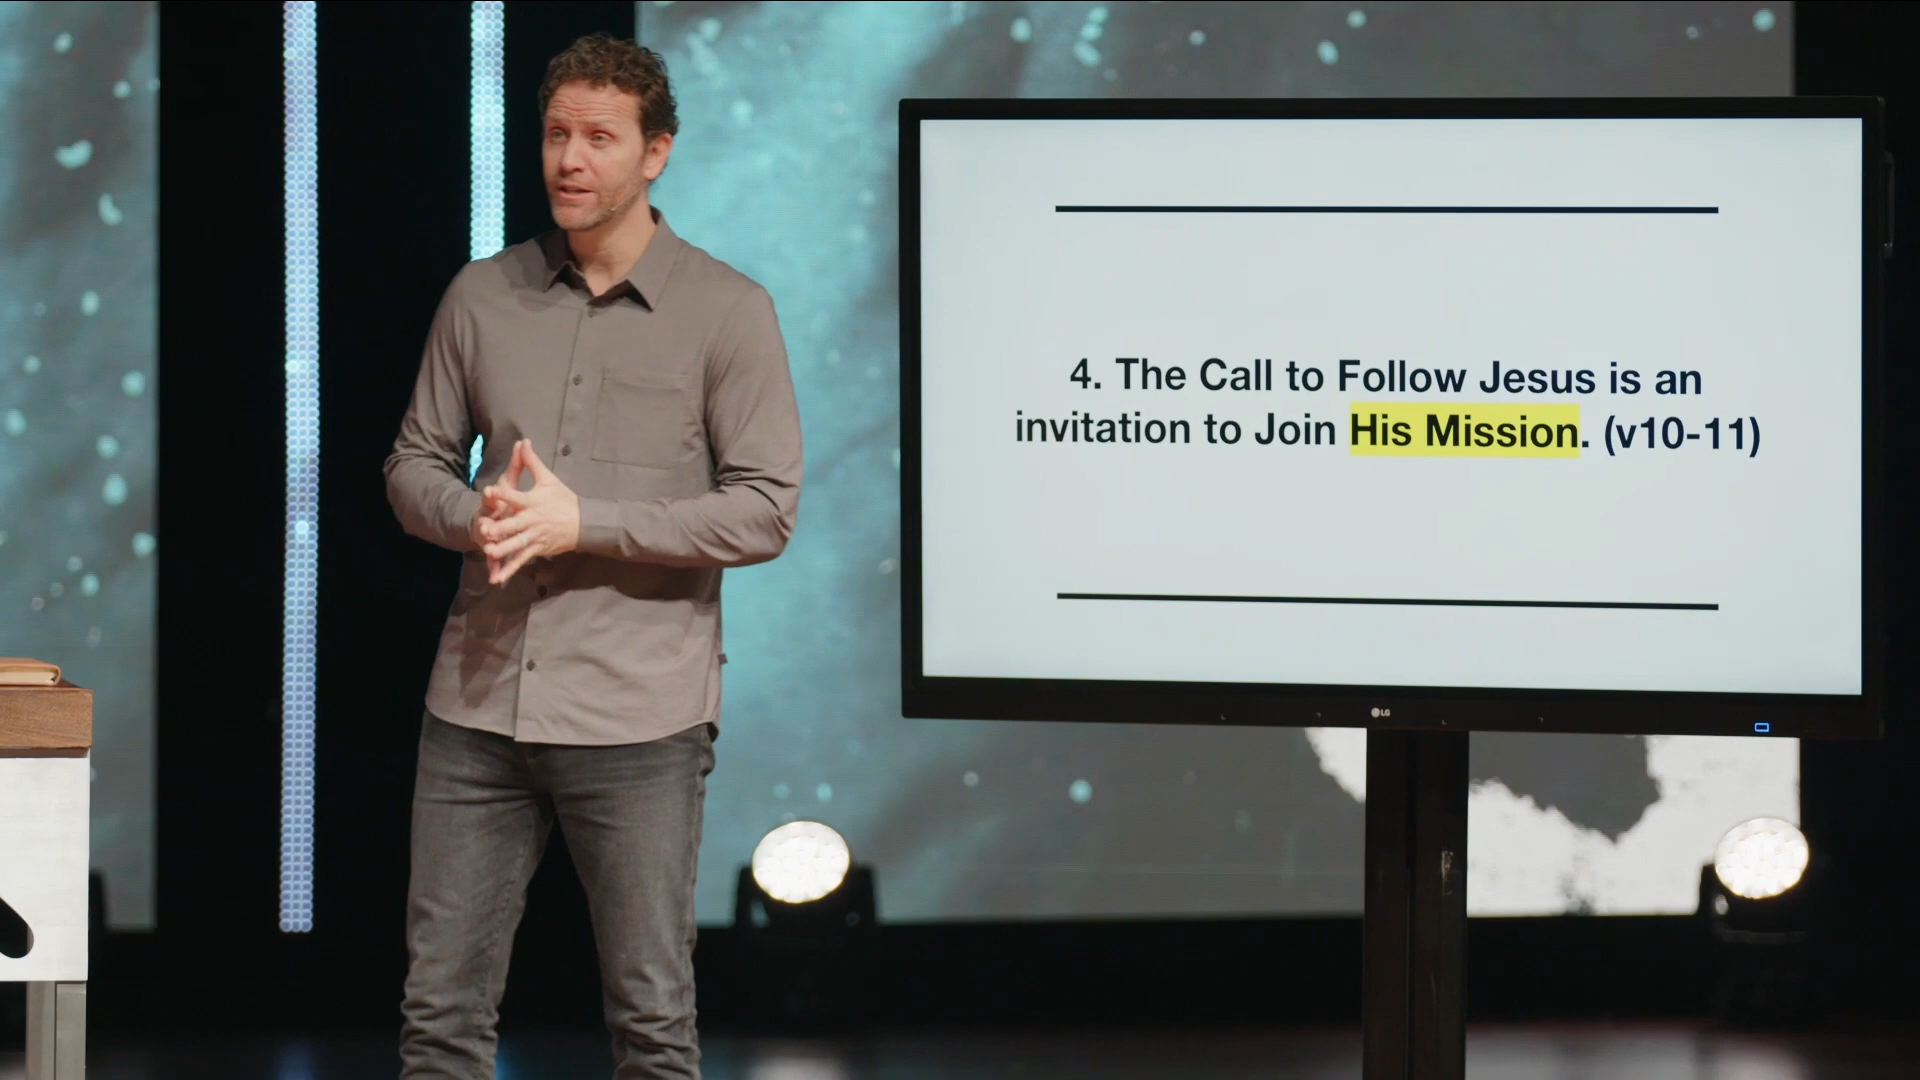 4. The Call to Follow Jesus is an
invitation to Join His Mission. (v10-11)
LG